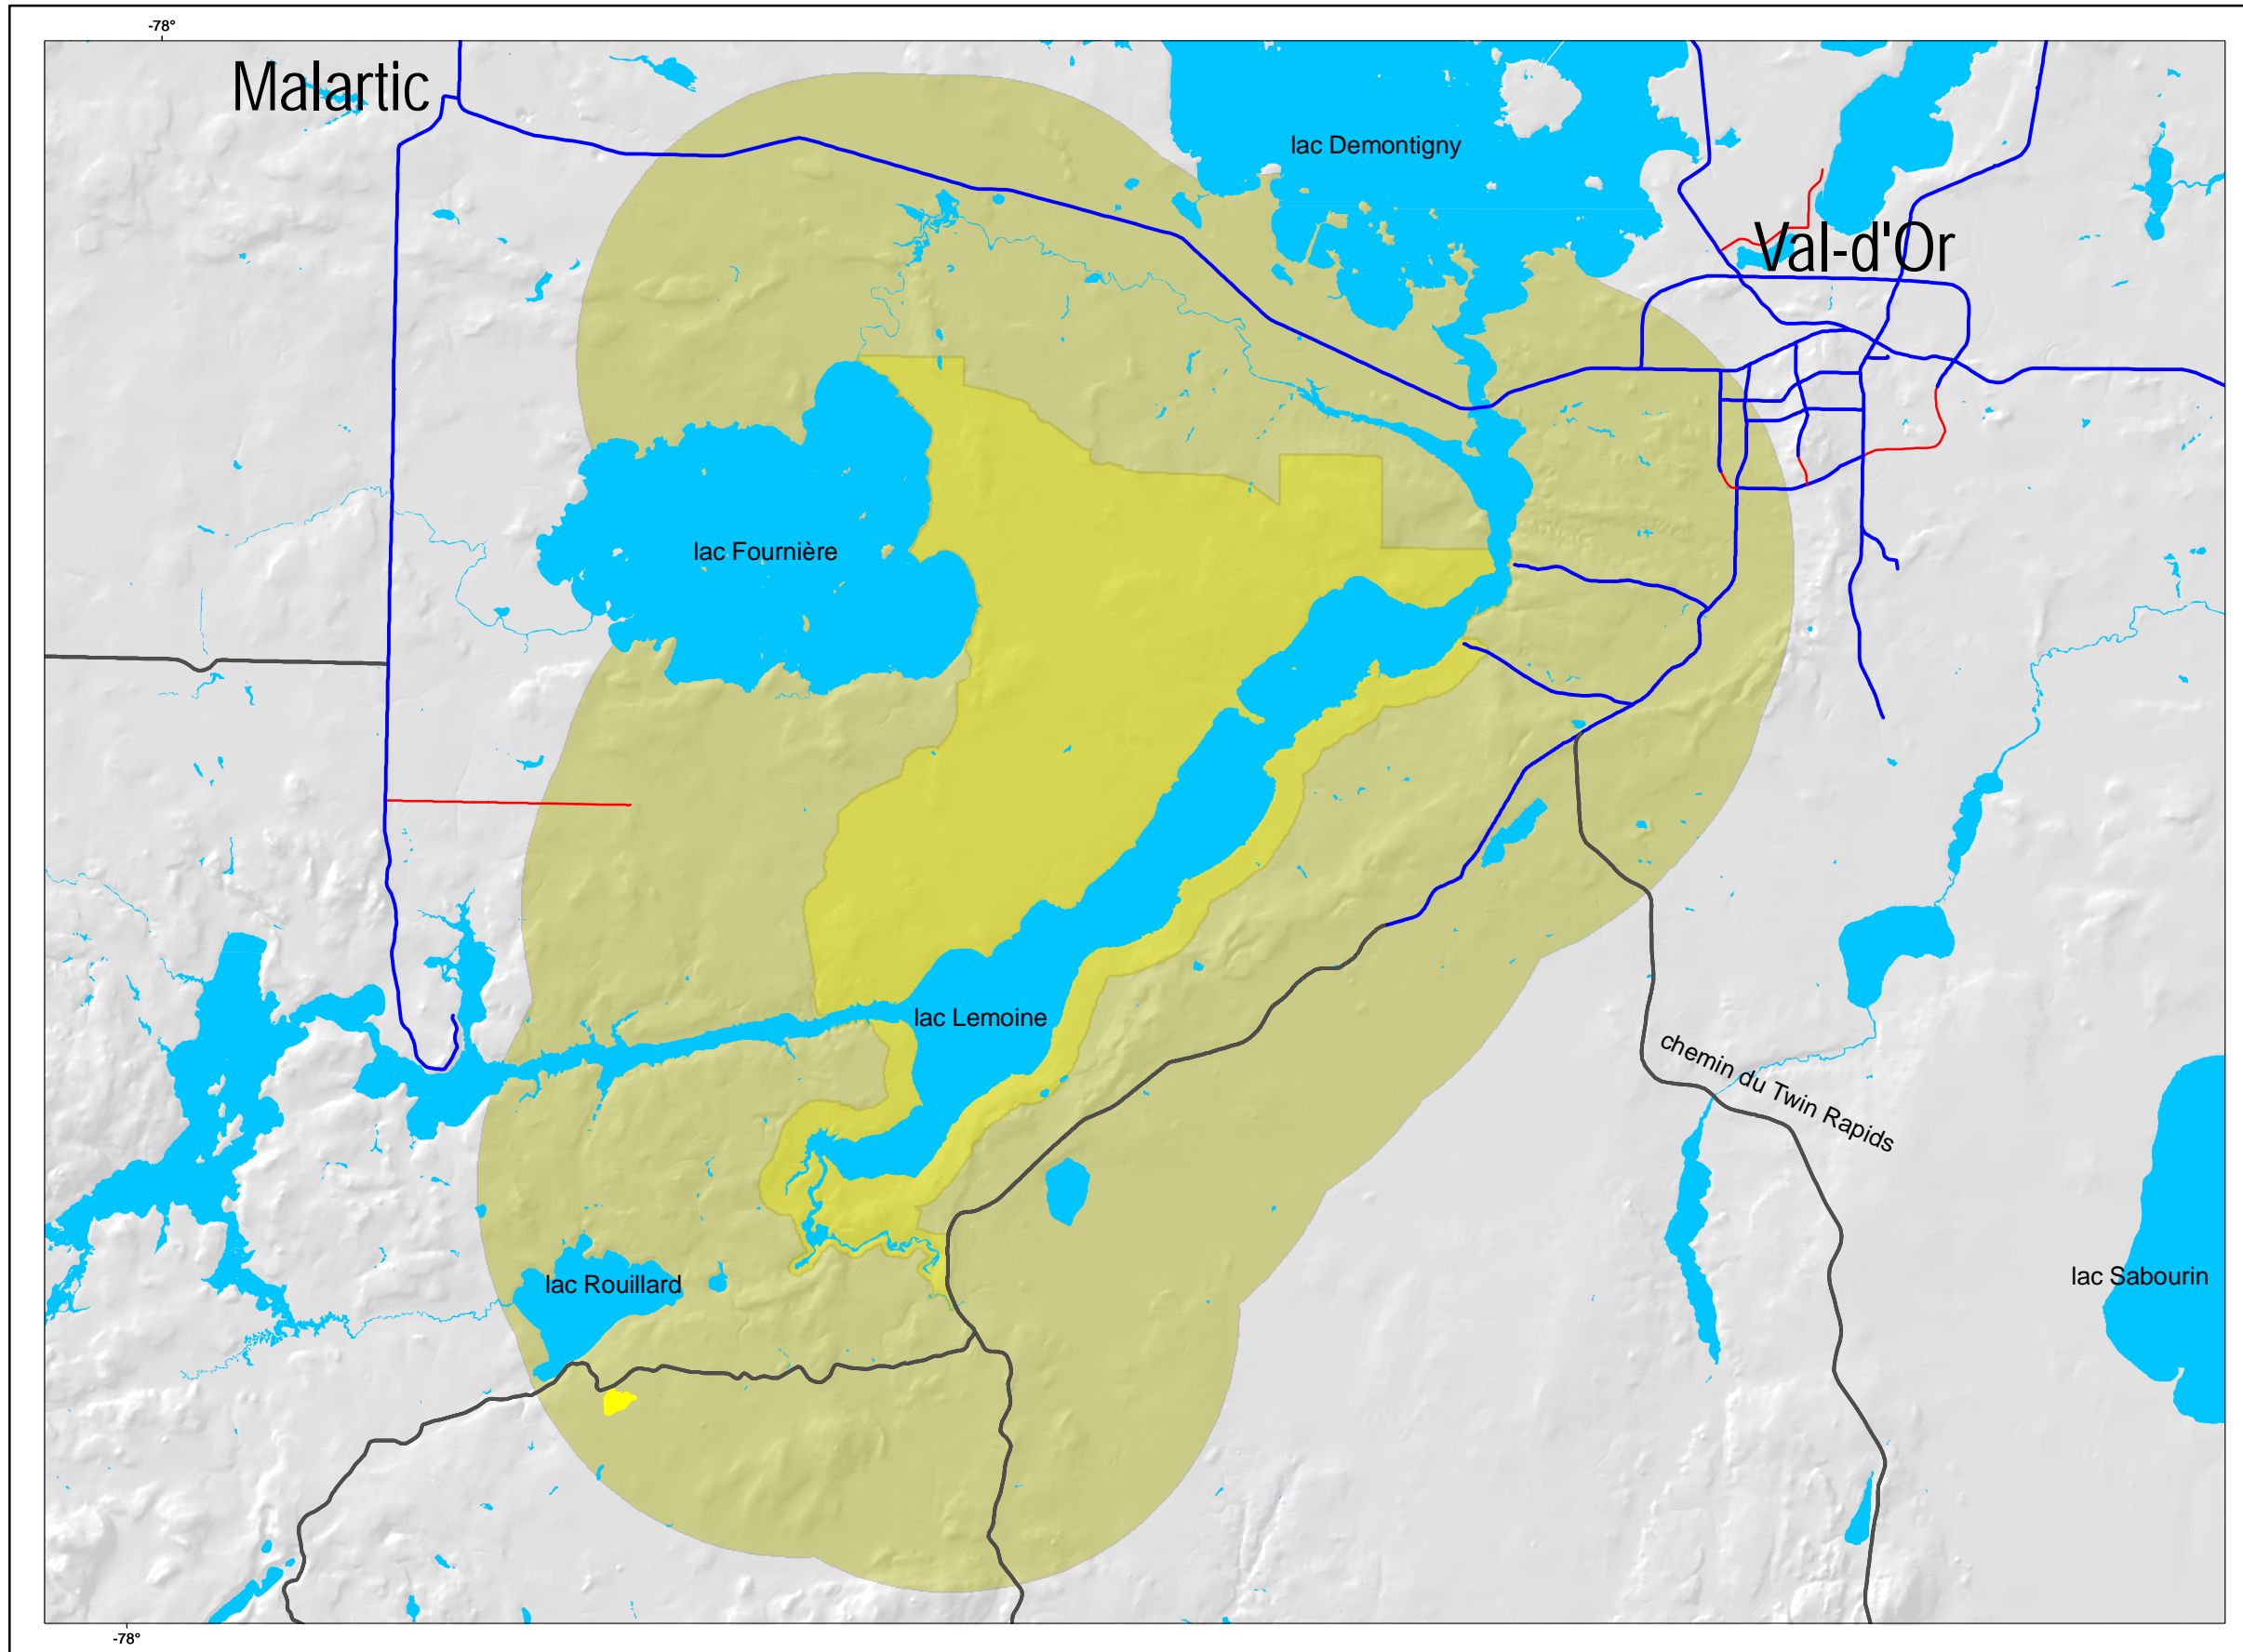 -78°
Malartic
lac Demontigny
Val-d'Or
lac Fournière
lac Lemoine
chemin du Twin Rapids
lac Rouillard
lac Sabourin
-78°